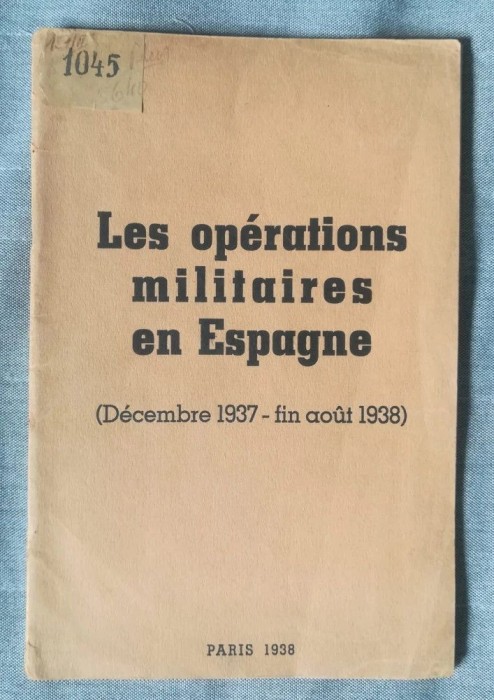 1045
Les opérations
militaires
en Espagne
(Décembre 1937 - fin août 1938)
PARIS 1938